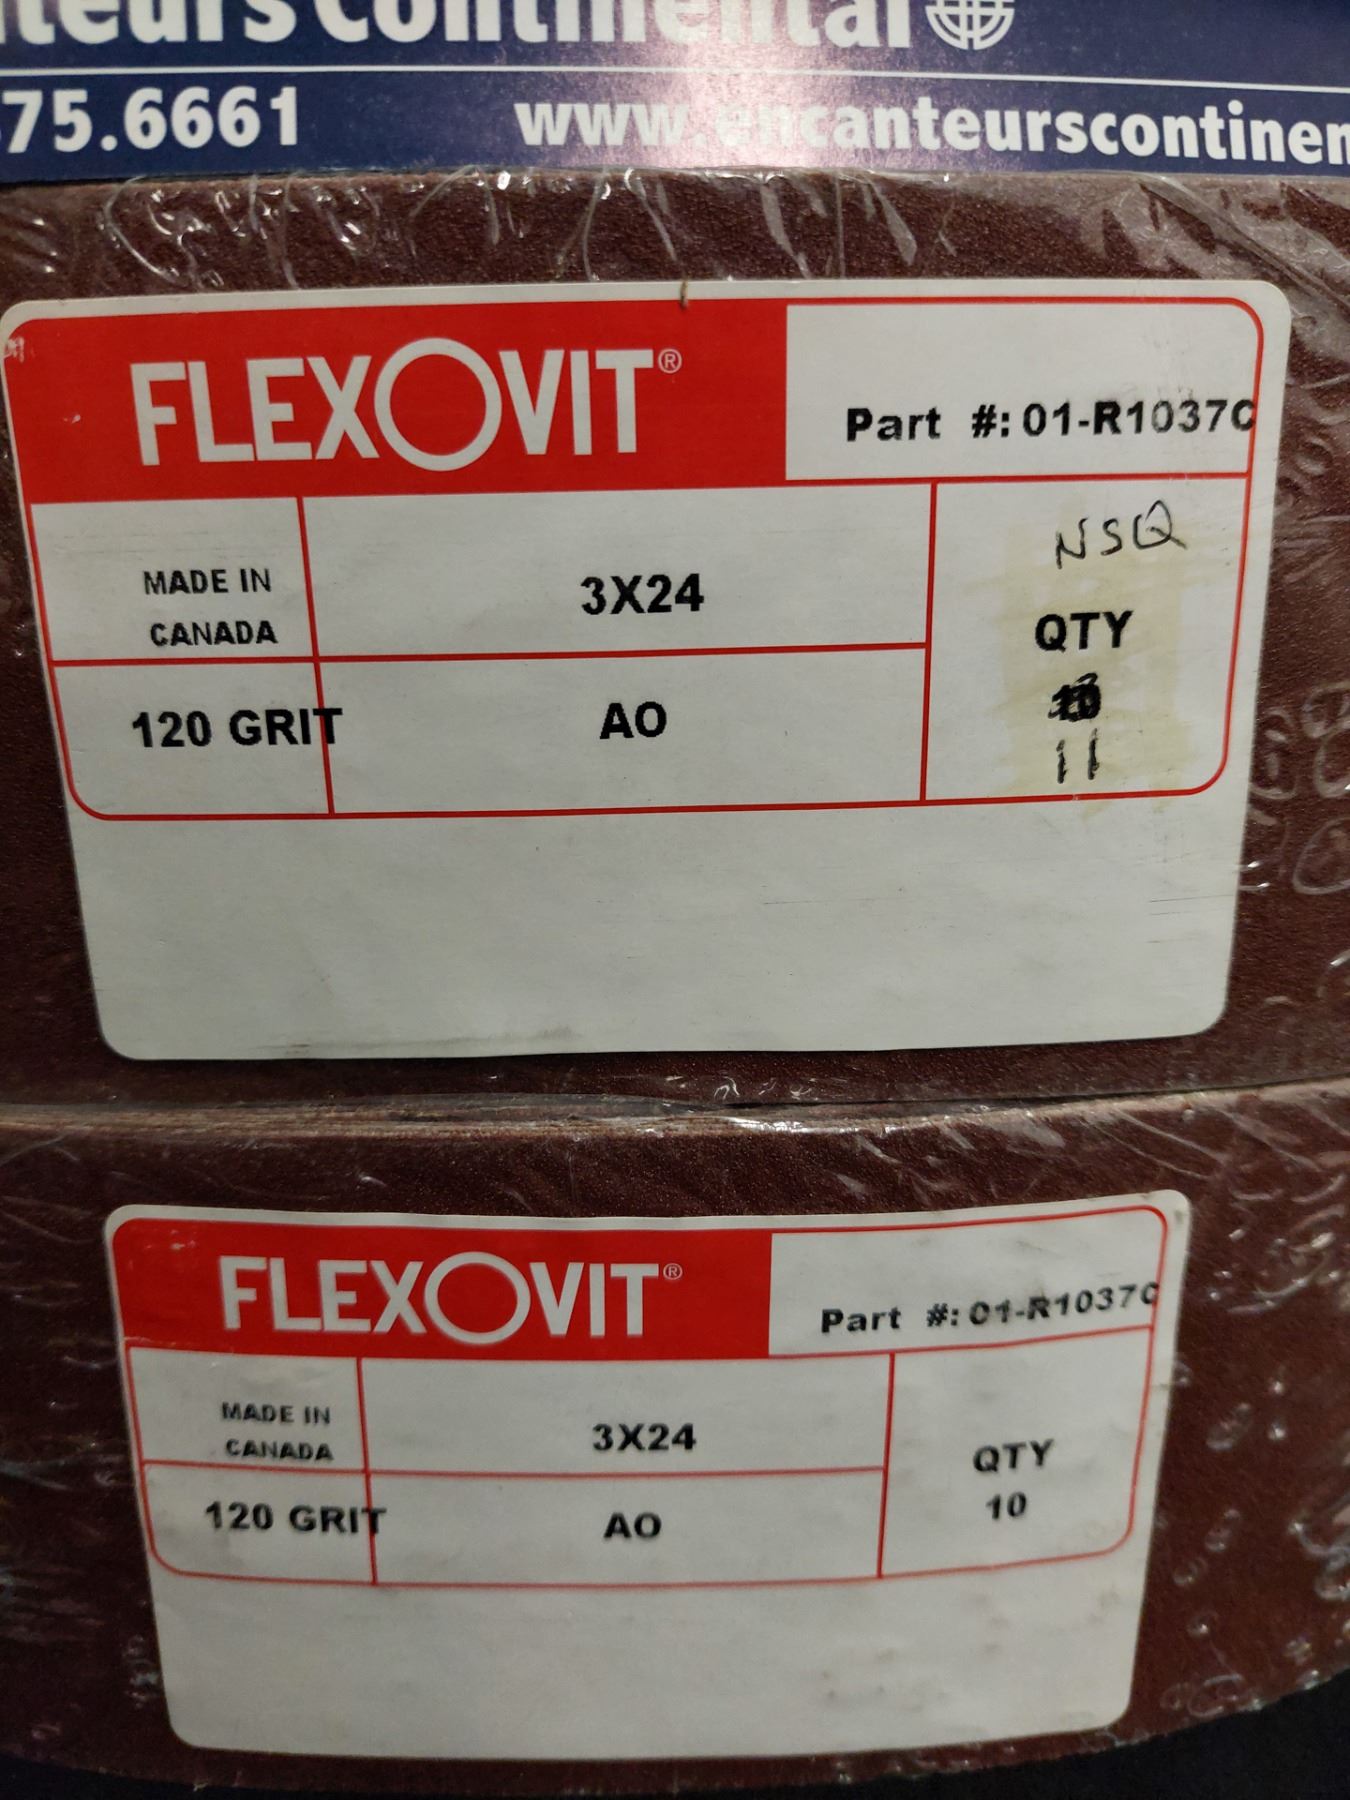 Continental
75.6661 www.encanteurscontinen
FLEXOVIT®
Part #: 01-R1037C
MADE IN
CANADA
3X24
NSQ
QTY
10
11
120 GRIT
AO
FLEXOVIT®
Part #: 01-R1037C
MADE IN
CANADA
3X24
QTY
10
120 GRIT
AO